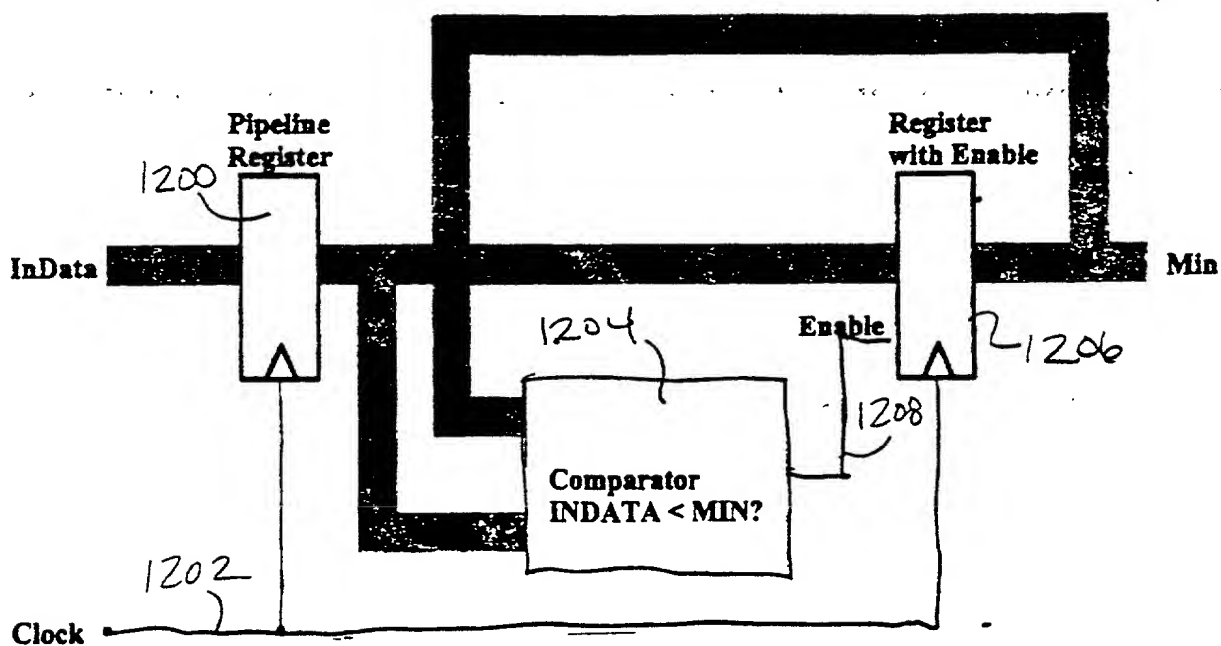 Pipeline
Register
1200
Register
with Enable
InData
Min
1204
Enable
1206
1208
Comparator
INDATA < MIN?
1202
Clock